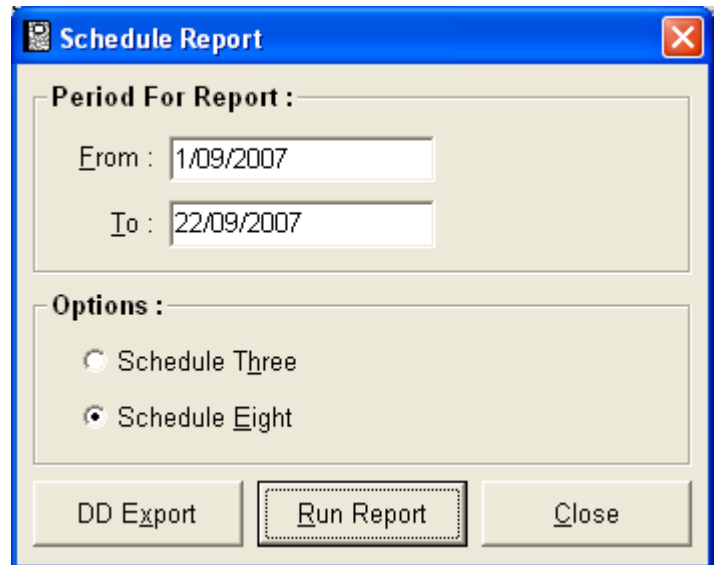 Schedule Report
Period For Report :
From : 1/09/2007
To : 22/09/2007
Options :
Schedule Three
Schedule Eight
DD Export Run Report Close